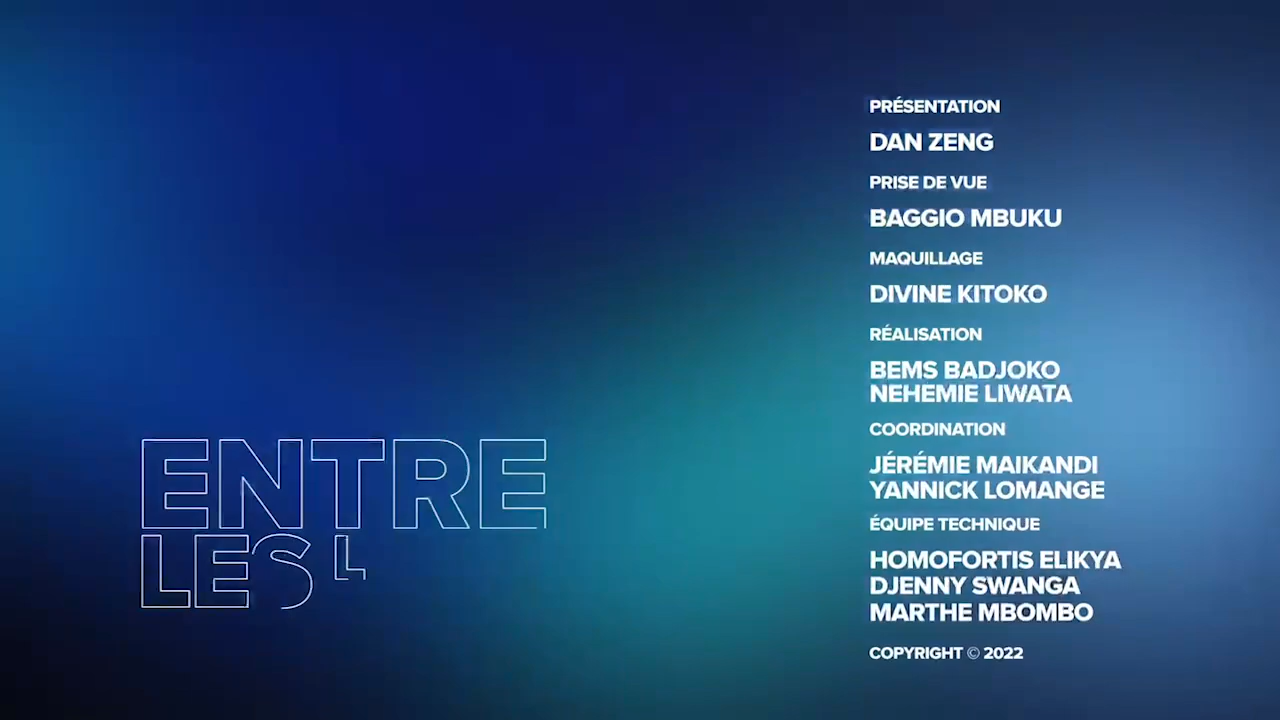 ENTRE
LES L
PRÉSENTATION
DAN ZENG
PRISE DE VUE
BAGGIO MBUKU
MAQUILLAGE
DIVINE KITOKO
RÉALISATION
BEMS BADJOKO
NEHEMIE LIWATA
COORDINATION
JÉRÉMIE MAIKANDI
YANNICK LOMANGE
ÉQUIPE TECHNIQUE
HOMOFORTIS ELIKYA
DJENNY SWANGA
MARTHE MBOMBO
COPYRIGHT © 2022